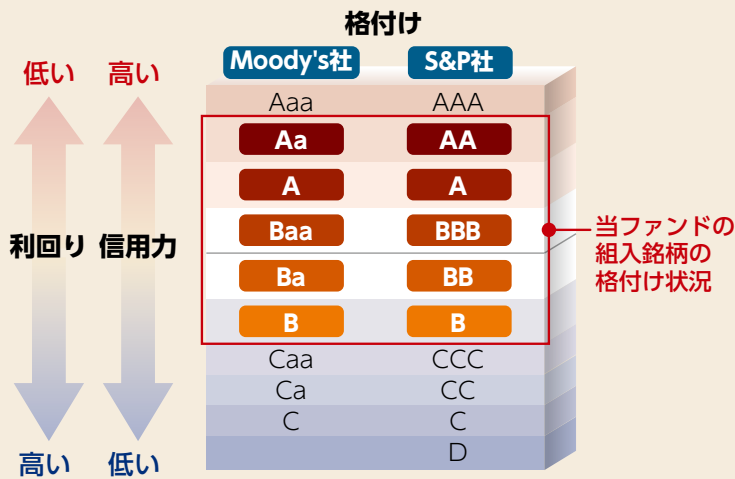 格付け
Moody's社 S&P社
低い 高い
Aaa AAA
Aa AA
A A
Baa BBB
Ba BB
B B
Caa CCC
Ca CC
C C
D
利回り 信用力
高い 低い
当ファンドの
組入銘柄の
格付け状況